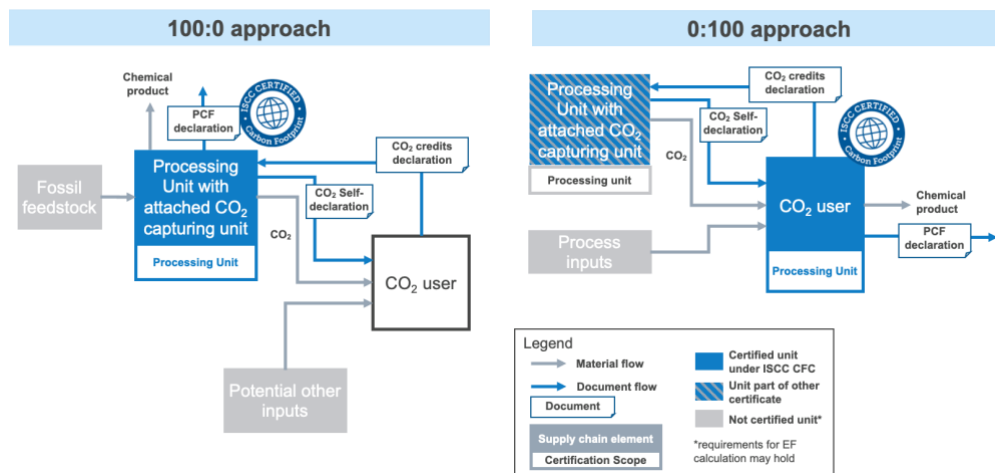 100:0 approach
Chemical
product
PCF
declaration
ISCC CERTIFIED
Carbon Footprint
CO₂ credits
declaration
Fossil
feedstock
Processing
Unit with
attached CO₂
capturing unit
Processing Unit
CO₂ Self-
declaration
CO₂
CO₂ user
Potential other
inputs
0:100 approach
Processing
Unit with
attached CO₂
capturing unit
Processing unit
CO₂ credits
declaration
CO₂ Self-
declaration
CO₂
ISCC CERTIFIED
Carbon Footprint
CO₂ user
Processing Unit
Chemical
product
PCF
declaration
Process
inputs
Legend
Material flow
Document flow
Document
Supply chain element
Certification Scope
Certified unit
under ISCC CFC
Unit part of other
certificate
Not certified unit*
*requirements for EF
calculation may hold